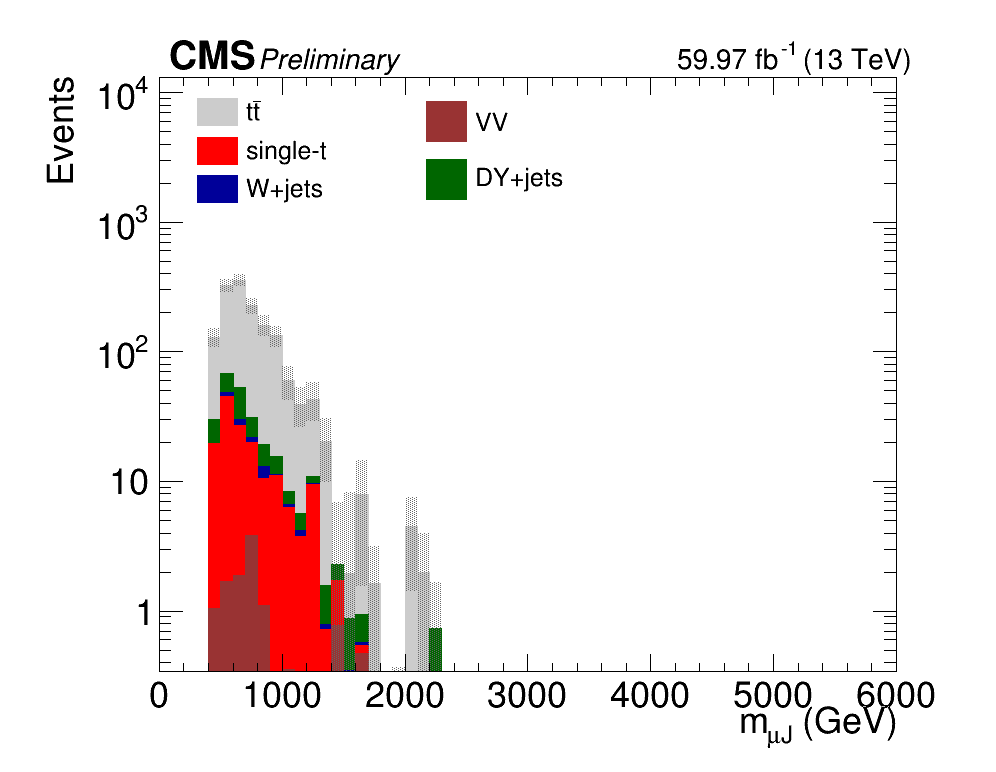 CMS Preliminary 59.97 fb⁻¹ (13 TeV)
Events
10⁴
10³
10²
10
1
tt̄
single-t
W+jets
VV
DY+jets
0 1000 2000 3000 4000 5000 6000
m_μJ (GeV)